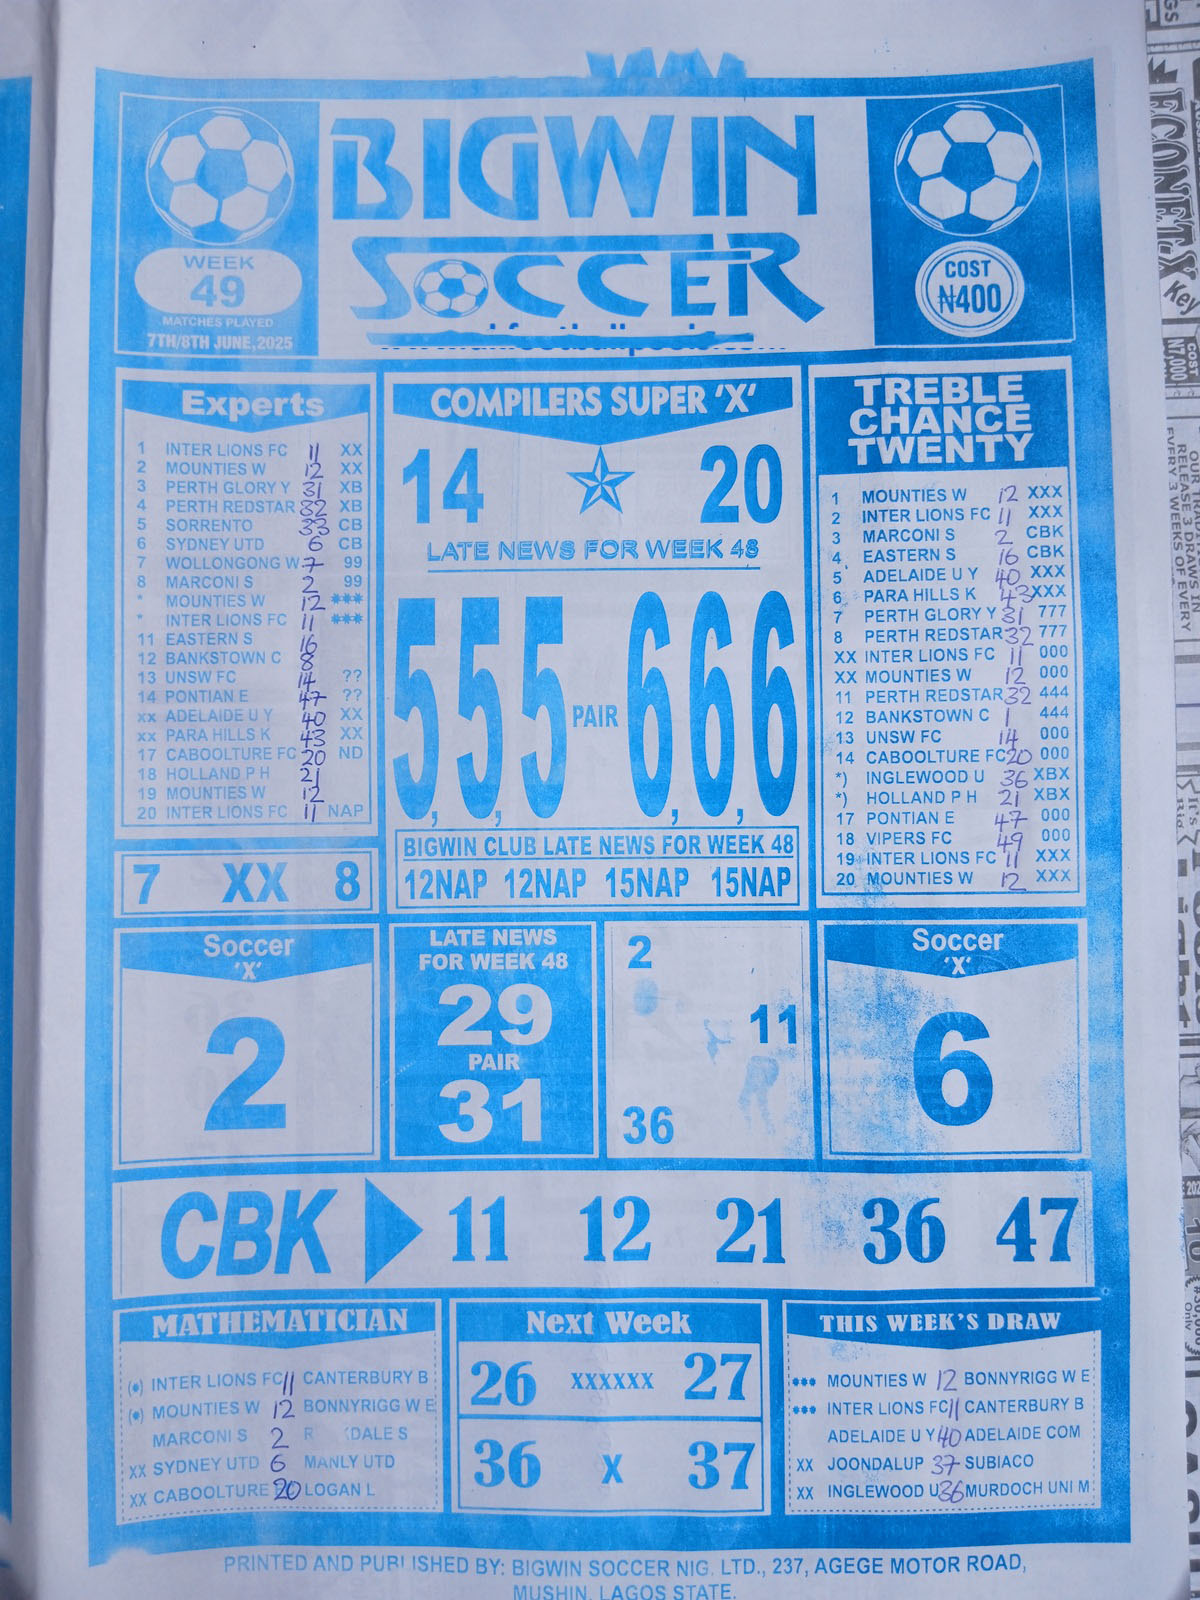 BIGWIN
SOCCER
WEEK
49
MATCHES PLAYED
7TH/8TH JUNE,2025
COST
₦400
Experts
1 INTER LIONS FC 11 XX
2 MOUNTIES W 12 XX
3 PERTH GLORY Y 31 XB
4 PERTH REDSTAR 32 XB
5 SORRENTO 33 CB
6 SYDNEY UTD 6 CB
7 WOLLONGONG W 7 99
8 MARCONI S 2 99
* MOUNTIES W 12 ***
* INTER LIONS FC 11 ***
11 EASTERN S 16
12 BANKSTOWN C 8
13 UNSW FC 14 ??
14 PONTIAN E 47 ??
xx ADELAIDE U Y 40 XX
xx PARA HILLS K 43 XX
17 CABOOLTURE FC 20 ND
18 HOLLAND P H 21
19 MOUNTIES W 12
20 INTER LIONS FC 11 NAP
7 XX 8
COMPILERS SUPER 'X'
14 20
LATE NEWS FOR WEEK 48
5,5,5 PAIR 6,6,6
BIGWIN CLUB LATE NEWS FOR WEEK 48
12NAP 12NAP 15NAP 15NAP
TREBLE
CHANCE
TWENTY
1 MOUNTIES W 12 XXX
2 INTER LIONS FC 11 XXX
3 MARCONI S 2 CBK
4 EASTERN S 16 CBK
5 ADELAIDE U Y 40 XXX
6 PARA HILLS K 43 XXX
7 PERTH GLORY Y 31 777
8 PERTH REDSTAR 32 777
XX INTER LIONS FC 11 000
XX MOUNTIES W 12 000
11 PERTH REDSTAR 32 444
12 BANKSTOWN C 1 444
13 UNSW FC 14 000
14 CABOOLTURE FC 20 000
*) INGLEWOOD U 36 XBX
*) HOLLAND P H 21 XBX
17 PONTIAN E 47 000
18 VIPERS FC 49 000
19 INTER LIONS FC 11 XXX
20 MOUNTIES W 12 XXX
Soccer
'X'
2
LATE NEWS
FOR WEEK 48
29
PAIR
31
2
11
36
Soccer
'X'
6
CBK 11 12 21 36 47
MATHEMATICIAN
(*) INTER LIONS FC 11 CANTERBURY B
(*) MOUNTIES W 12 BONNYRIGG W E
MARCONI S 2 R DALE S
XX SYDNEY UTD 6 MANLY UTD
XX CABOOLTURE 20 LOGAN L
Next Week
26 XXXXXX 27
36 X 37
THIS WEEK'S DRAW
*** MOUNTIES W 12 BONNYRIGG W E
*** INTER LIONS FC 11 CANTERBURY B
ADELAIDE U Y 40 ADELAIDE COM
XX JOONDALUP 37 SUBIACO
XX INGLEWOOD U 36 MURDOCH UNI M
PRINTED AND PUBLISHED BY: BIGWIN SOCCER NIG. LTD., 237, AGEGE MOTOR ROAD,
MUSHIN, LAGOS STATE.
ECONET-X
Key
COST
₦7,000
RELEASE 3 DRAWS IN
EVERY 3 WEEKS OF EVERY